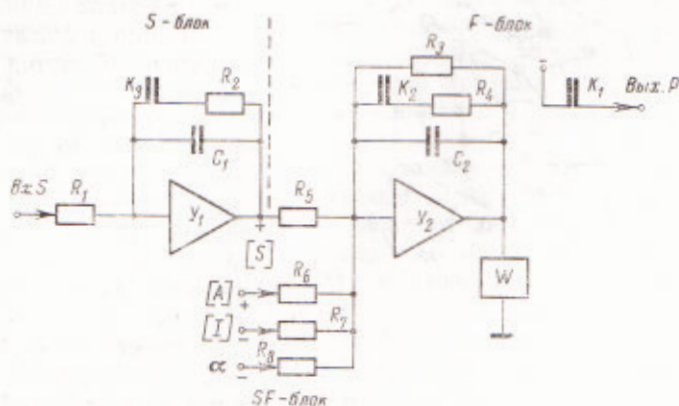 S-блок
F-блок
K3
R2
C1
Вх S
R1
У1
+
[S]
R5
R3
K2
R4
C2
У2
W
K1
Вых. P
[A]
+
R6
[I]
−
R7
α
−
R8
SF-блок